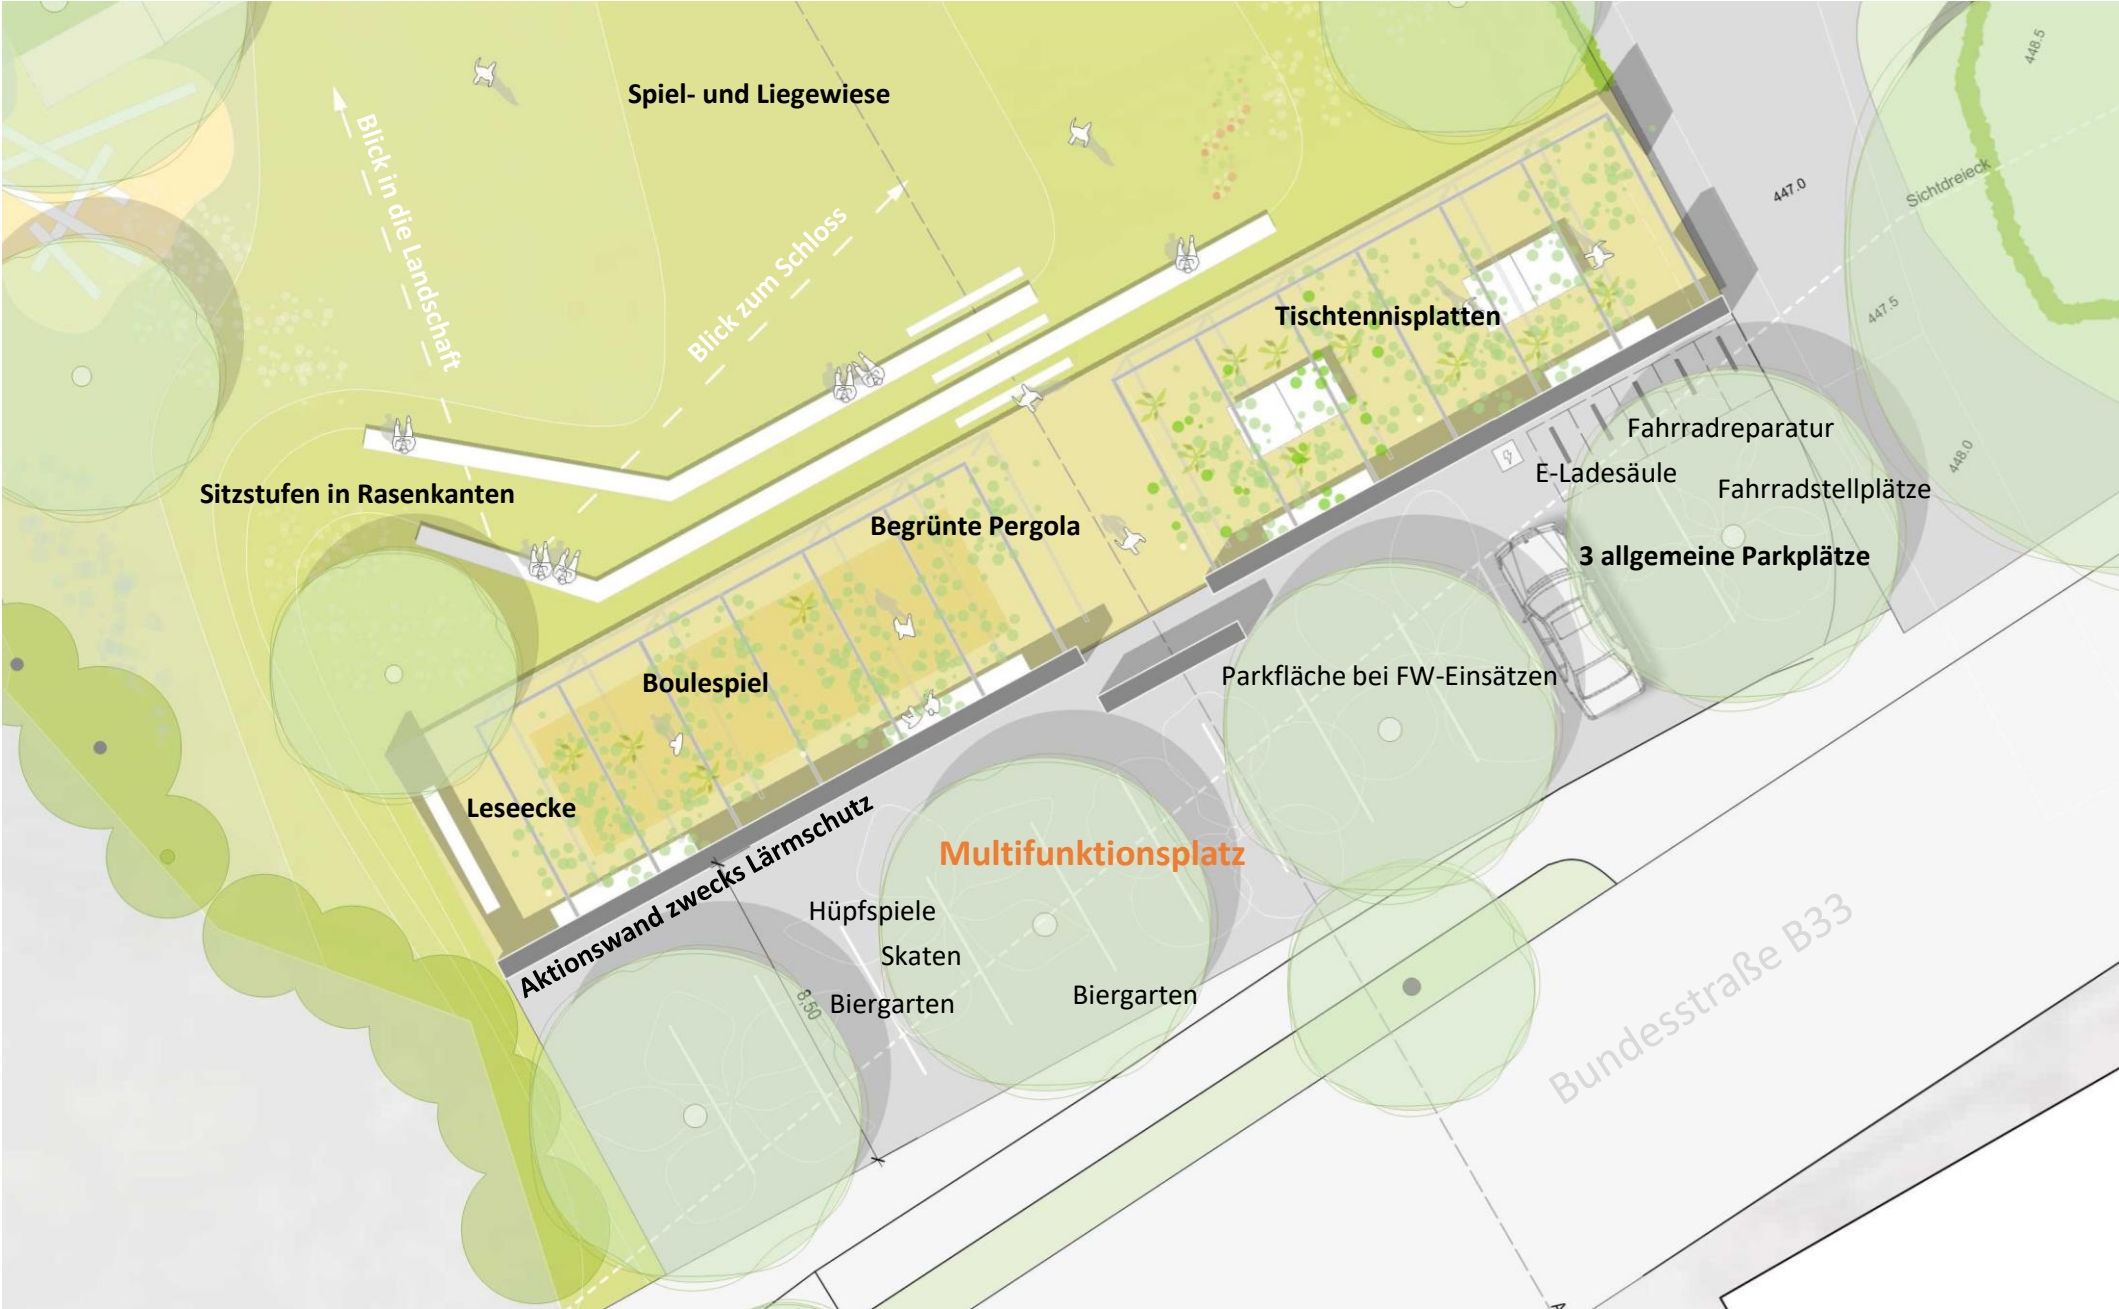 448.5
Spiel- und Liegewiese
Blick in die Landschaft
447.0
Sichtdreieck
Blick zum Schloss
447.5
Tischtennisplatten
Fahrradreparatur
448.0
E-Ladesäule
Fahrradstellplätze
Sitzstufen in Rasenkanten
Begrünte Pergola
3 allgemeine Parkplätze
Boulespiel
Parkfläche bei FW-Einsätzen
Leseecke
Aktionswand zwecks Lärmschutz
Multifunktionsplatz
Hüpfspiele
Skaten
Biergarten
Biergarten
8,50
Bundesstraße B33
A